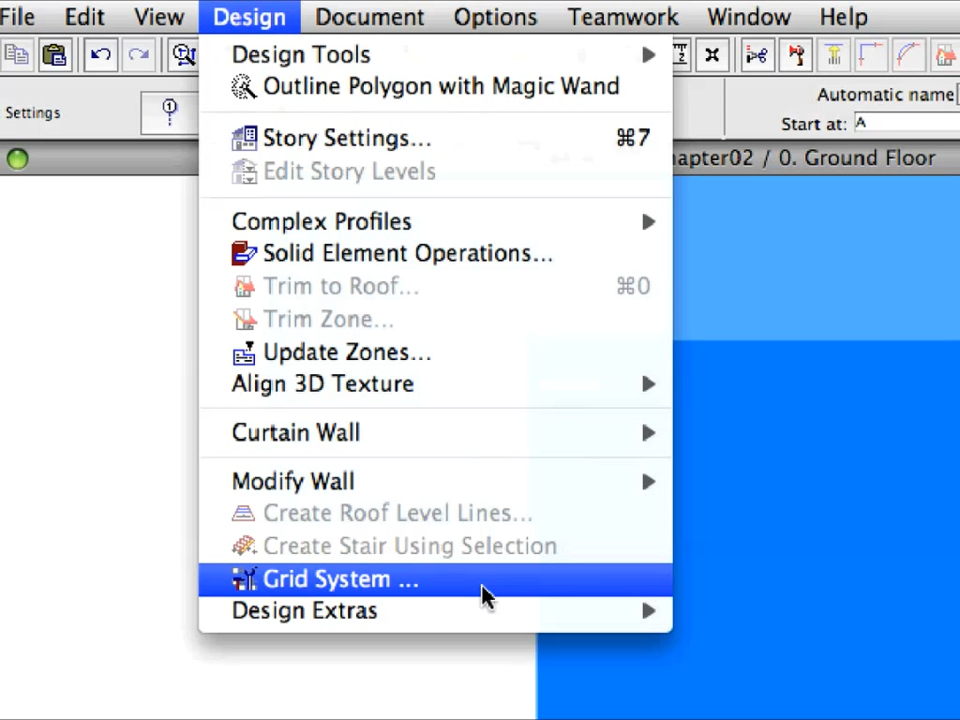 File Edit View Design Document Options Teamwork Window Help
Design Tools
Outline Polygon with Magic Wand
Automatic name
Settings
Start at: A
Story Settings... ⌘7
hapter02 / 0. Ground Floor
Edit Story Levels
Complex Profiles
Solid Element Operations...
Trim to Roof... ⌘0
Trim Zone...
Update Zones...
Align 3D Texture
Curtain Wall
Modify Wall
Create Roof Level Lines...
Create Stair Using Selection
Grid System ...
Design Extras